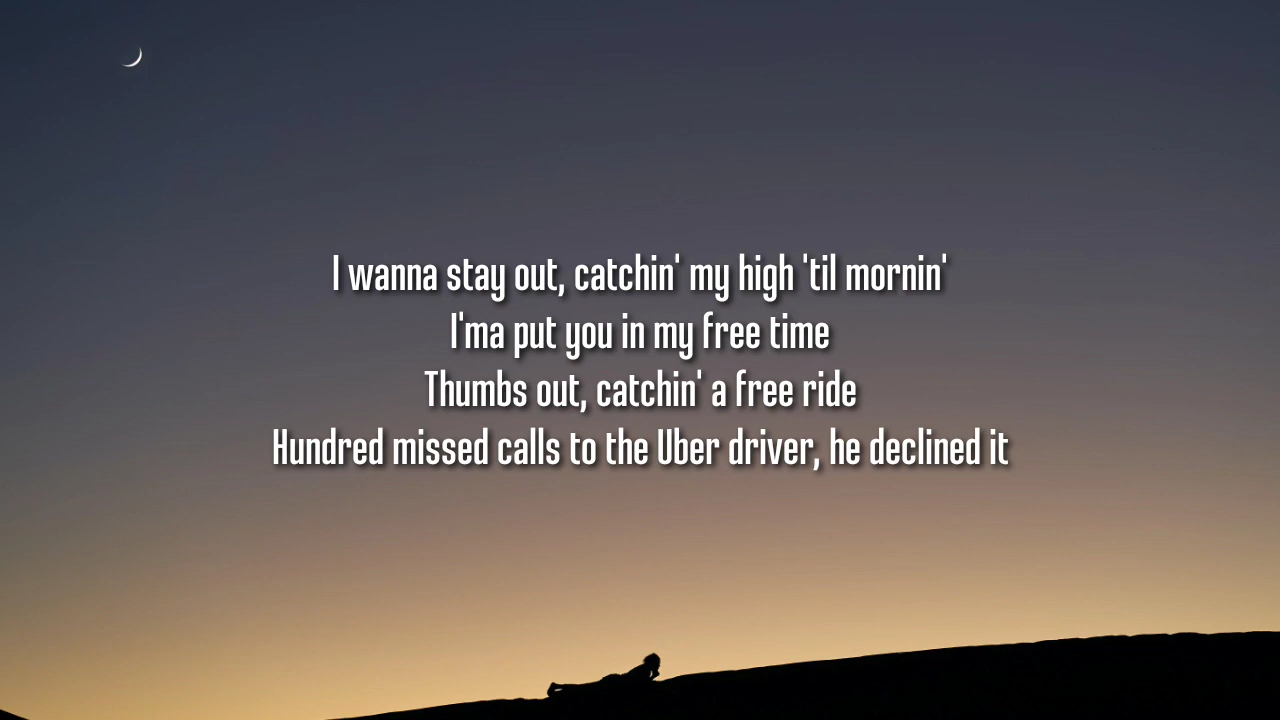 I wanna stay out, catchin' my high 'til mornin'
I'ma put you in my free time
Thumbs out, catchin' a free ride
Hundred missed calls to the Uber driver, he declined it